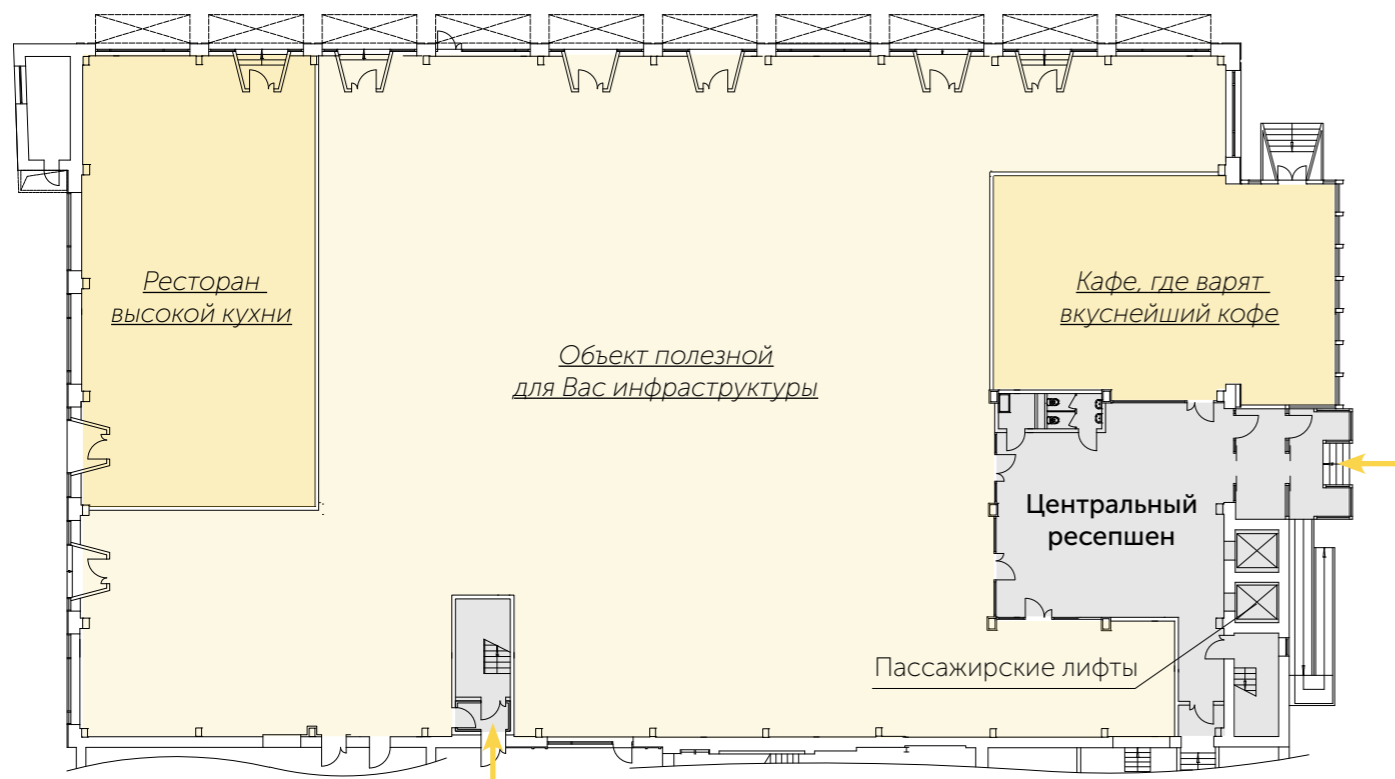 Ресторан
высокой кухни
Кафе, где варят
вкуснейший кофе
Объект полезной
для Вас инфраструктуры
Центральный
ресепшен
Пассажирские лифты